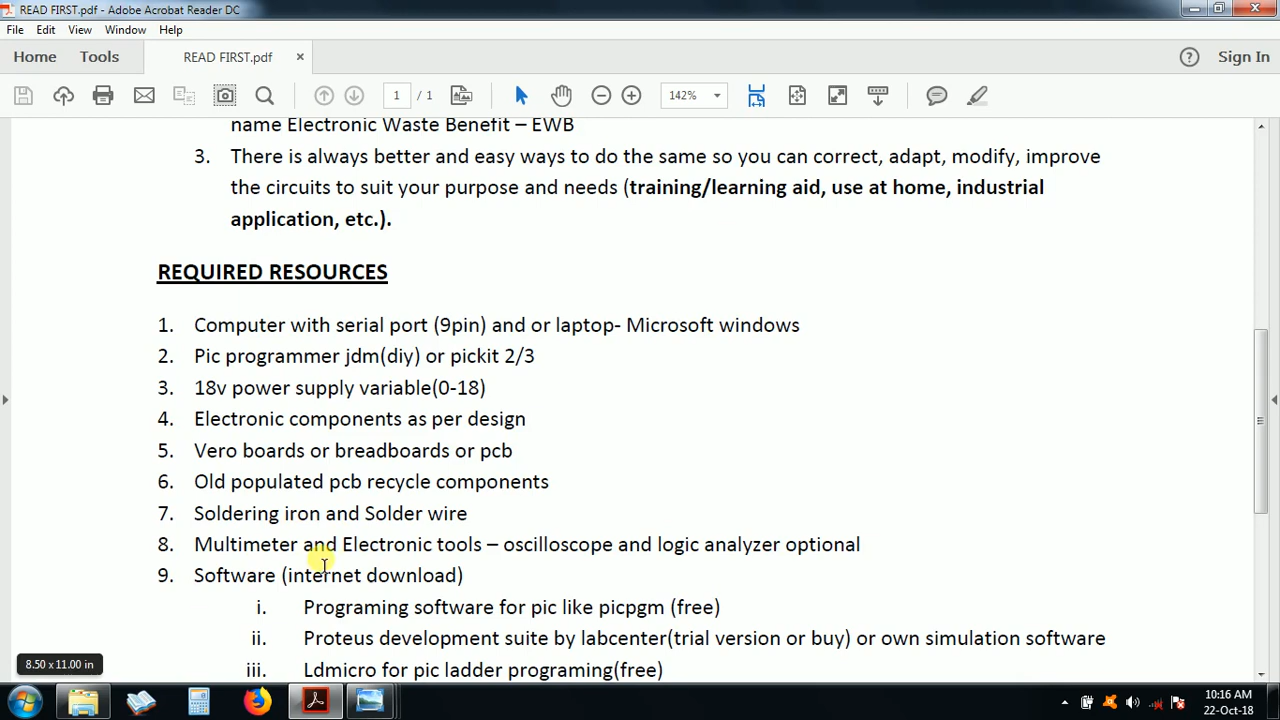 READ FIRST.pdf - Adobe Acrobat Reader DC
File Edit View Window Help
Home Tools READ FIRST.pdf × ? Sign In
1 / 1 142%
name Electronic Waste Benefit – EWB
3. There is always better and easy ways to do the same so you can correct, adapt, modify, improve
the circuits to suit your purpose and needs (training/learning aid, use at home, industrial
application, etc.).
REQUIRED RESOURCES
1. Computer with serial port (9pin) and or laptop- Microsoft windows
2. Pic programmer jdm(diy) or pickit 2/3
3. 18v power supply variable(0-18)
4. Electronic components as per design
5. Vero boards or breadboards or pcb
6. Old populated pcb recycle components
7. Soldering iron and Solder wire
8. Multimeter and Electronic tools – oscilloscope and logic analyzer optional
9. Software (internet download)
i. Programing software for pic like picpgm (free)
ii. Proteus development suite by labcenter(trial version or buy) or own simulation software
iii. Ldmicro for pic ladder programing(free)
8.50 x 11.00 in
10:16 AM
22-Oct-18